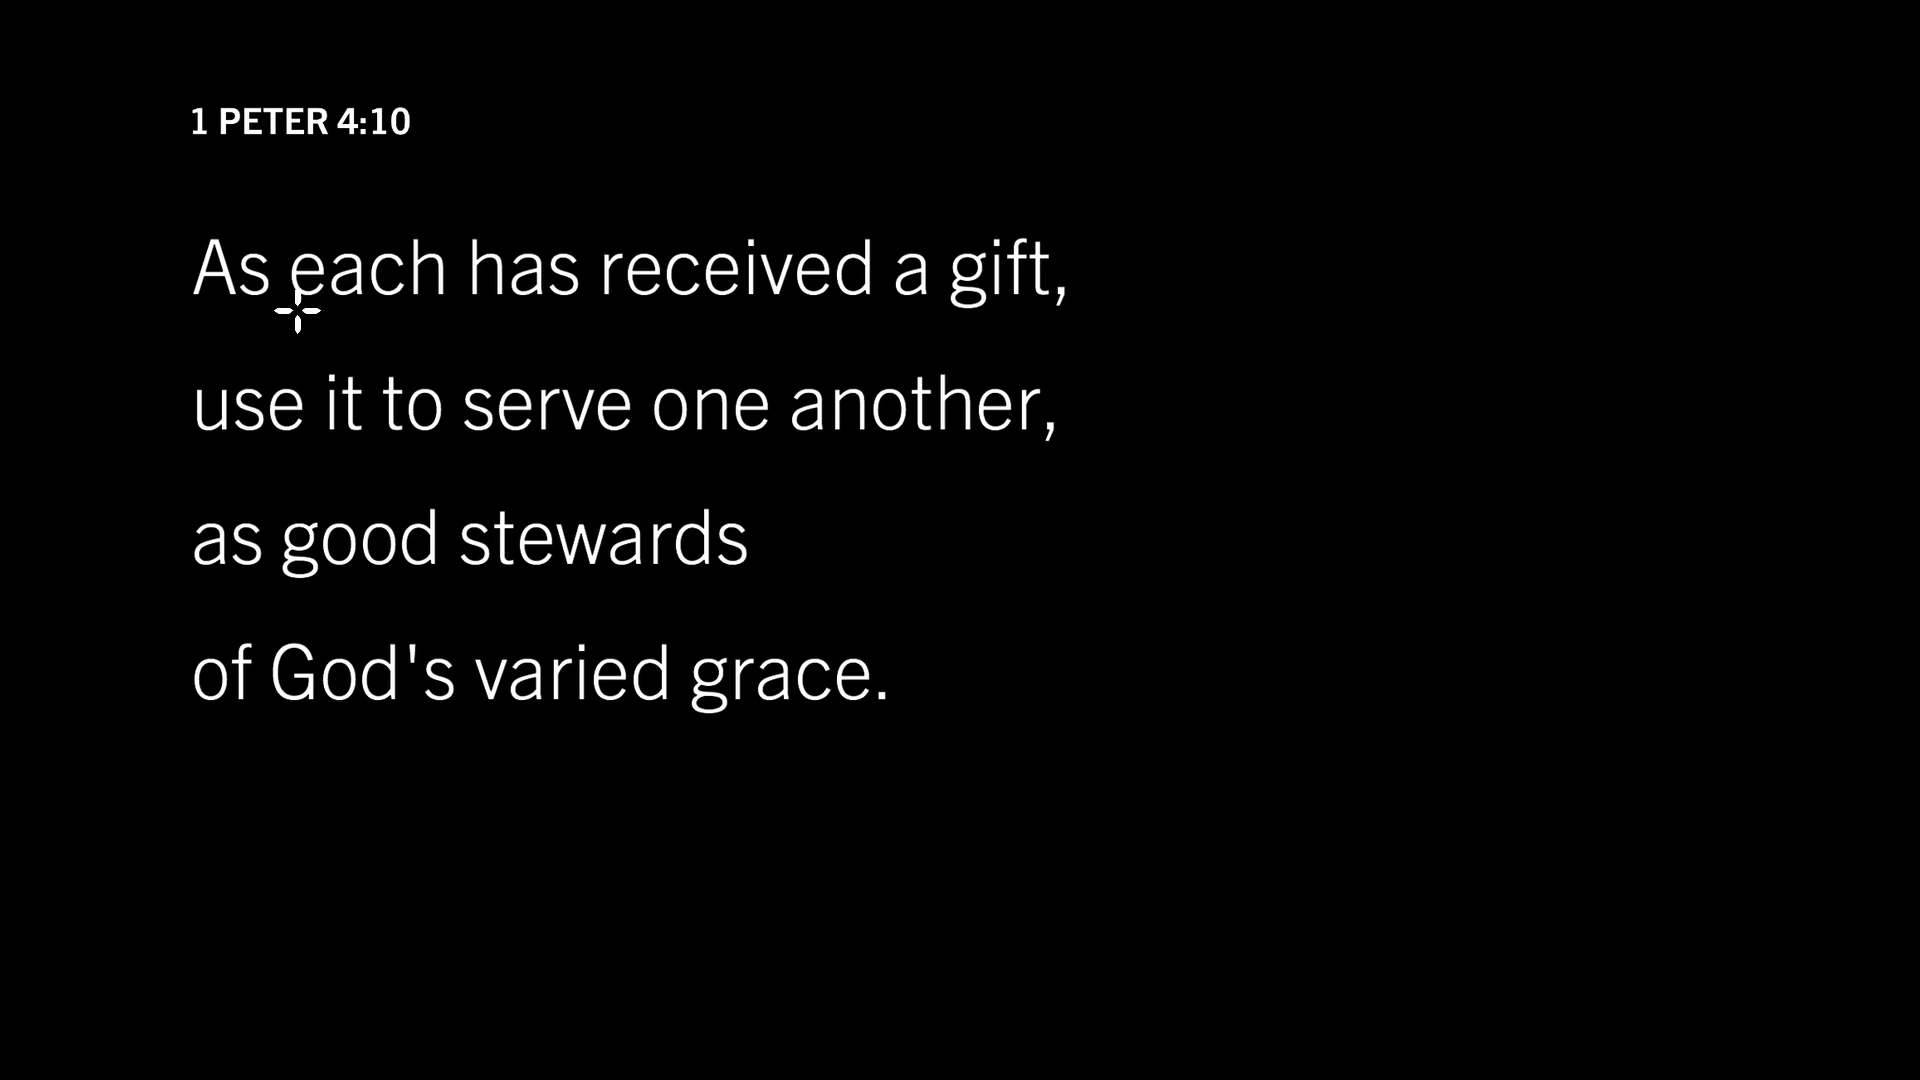 1 PETER 4:10
As each has received a gift,
use it to serve one another,
as good stewards
of God's varied grace.